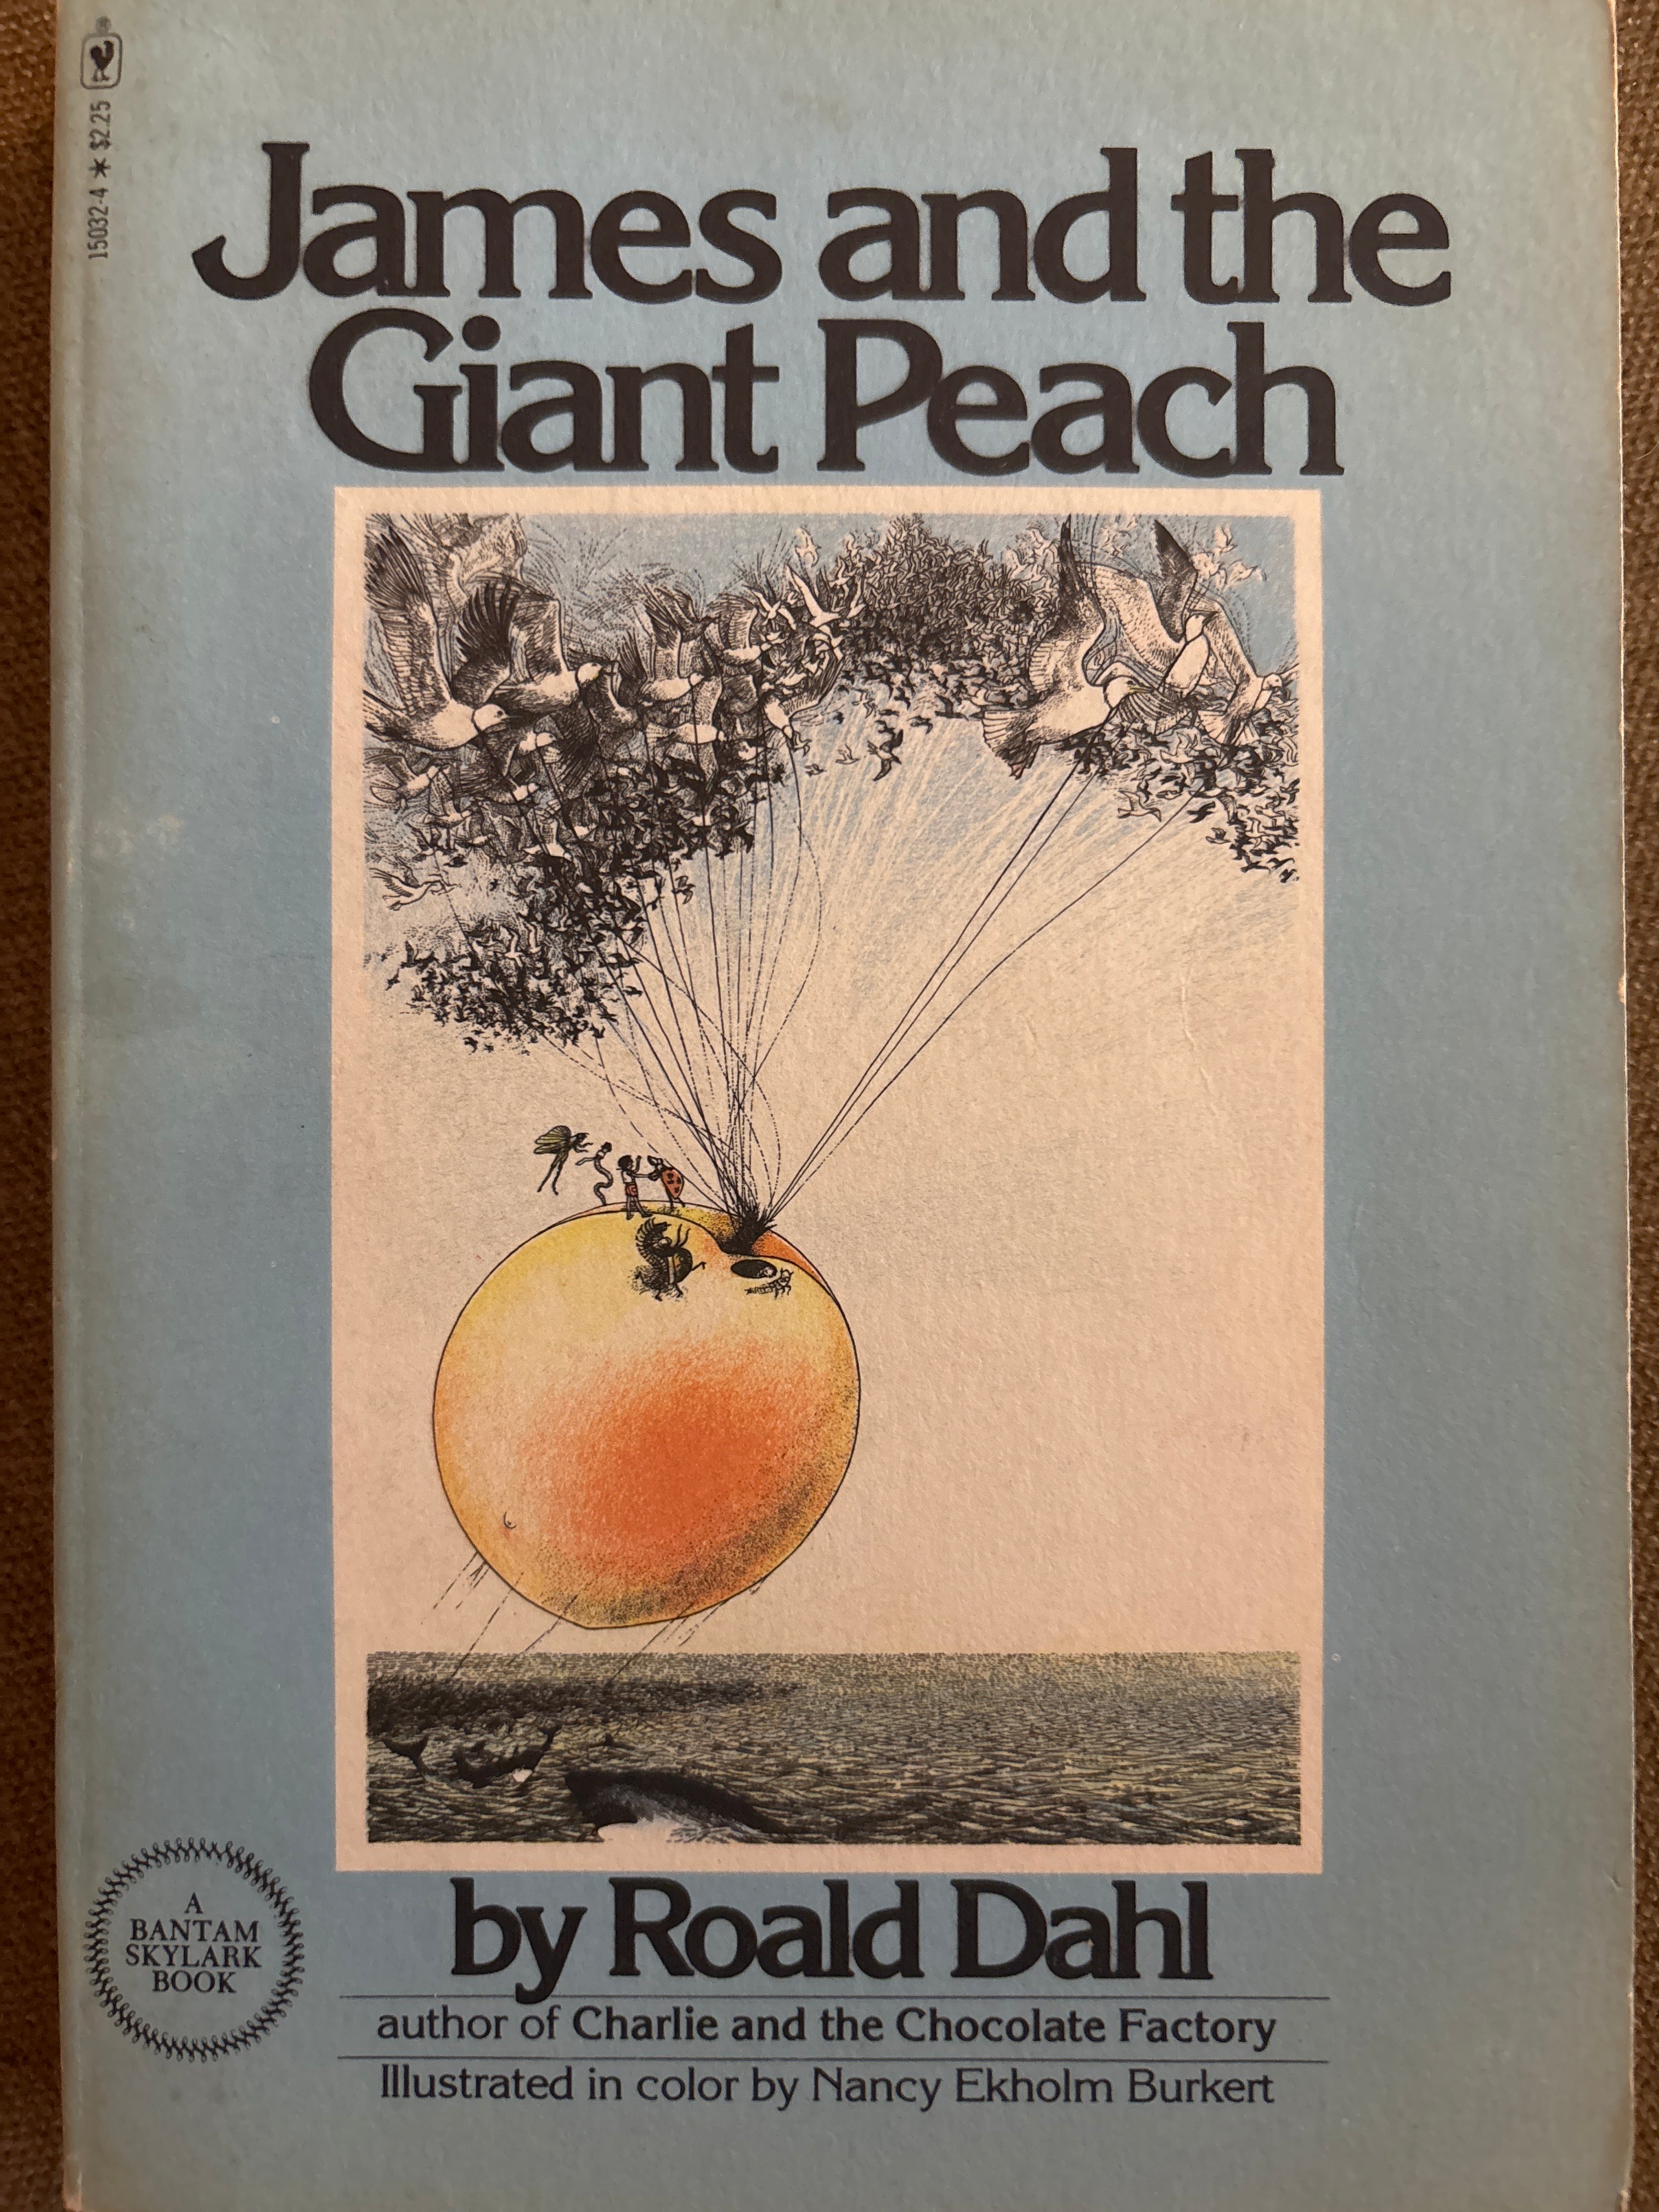 15032-4 * $2.25
James and the
Giant Peach
by Roald Dahl
author of Charlie and the Chocolate Factory
Illustrated in color by Nancy Ekholm Burkert
A
BANTAM
SKYLARK
BOOK